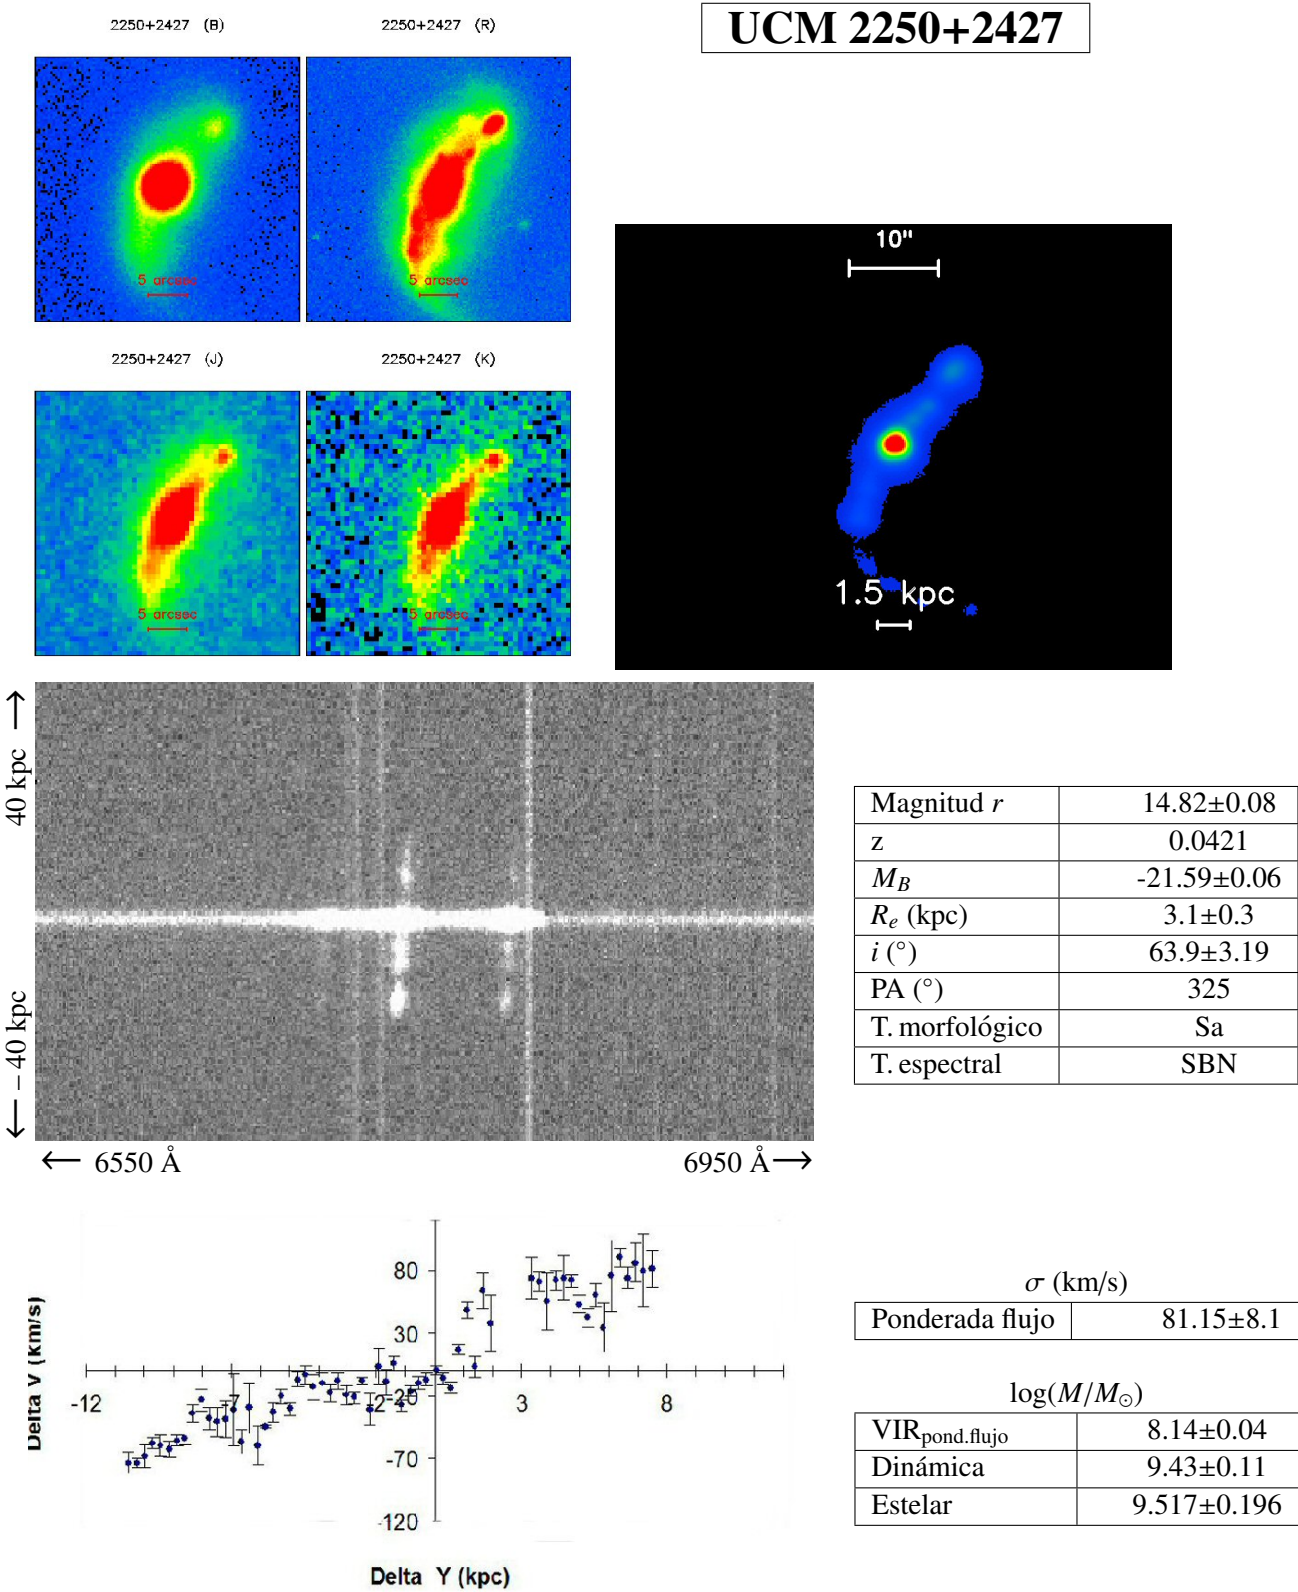 UCM 2250+2427
2250+2427 (B)
2250+2427 (R)
5 arcsec
5 arcsec
2250+2427 (J)
2250+2427 (K)
5 arcsec
5 arcsec
10"
1.5 kpc
← −40 kpc 40 kpc →
← 6550 Å 6950 Å →
Magnitud r 14.82±0.08
z 0.0421
M_B -21.59±0.06
R_e (kpc) 3.1±0.3
i (°) 63.9±3.19
PA (°) 325
T. morfológico Sa
T. espectral SBN
Delta V (km/s)
80
30
-20
-70
-120
-12 -7 -2 3 8
Delta Y (kpc)
σ (km/s)
Ponderada flujo 81.15±8.1
log(M/M☉)
VIR pond.flujo 8.14±0.04
Dinámica 9.43±0.11
Estelar 9.517±0.196